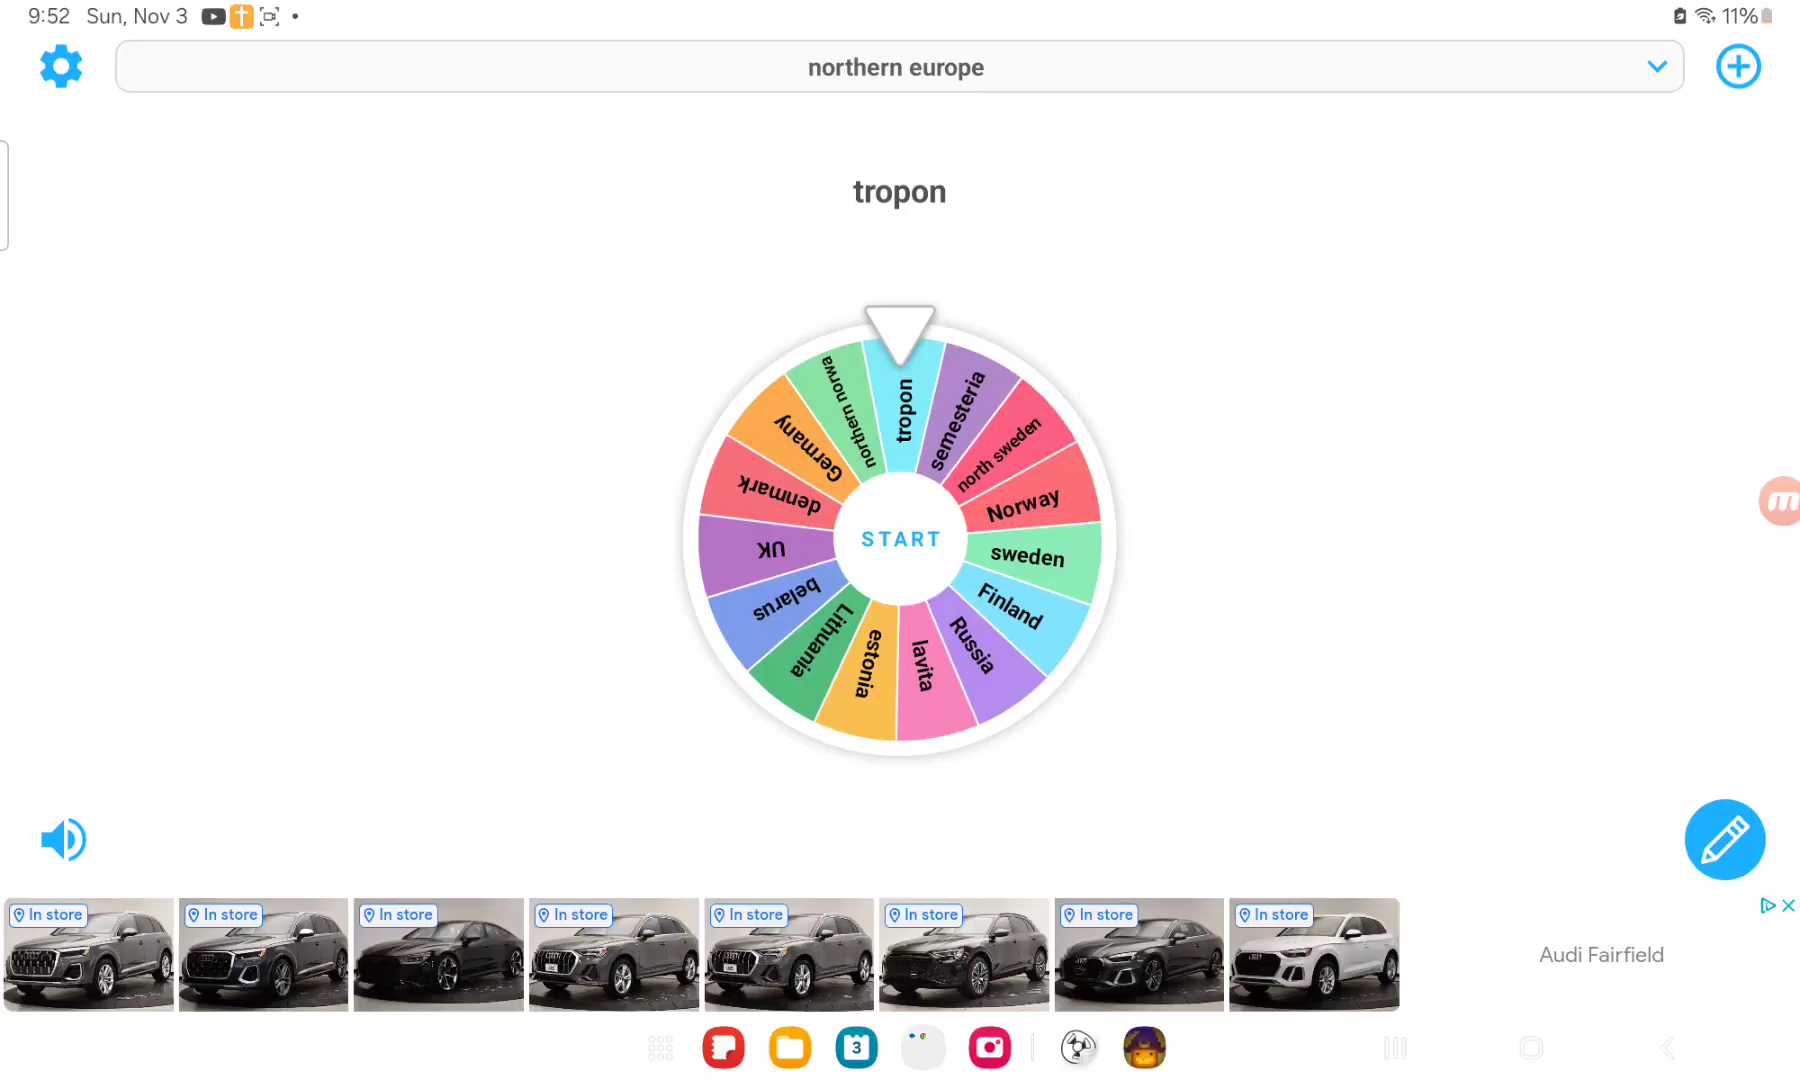 9:52 Sun, Nov 3 11%
northern europe
tropon
tropon
semesteria
north sweden
Norway
sweden
Finland
Russia
lavita
estonia
Lithuania
belarus
UK
denmark
Germany
northern norwa
START
In store In store In store In store In store In store In store In store
Audi Fairfield
3